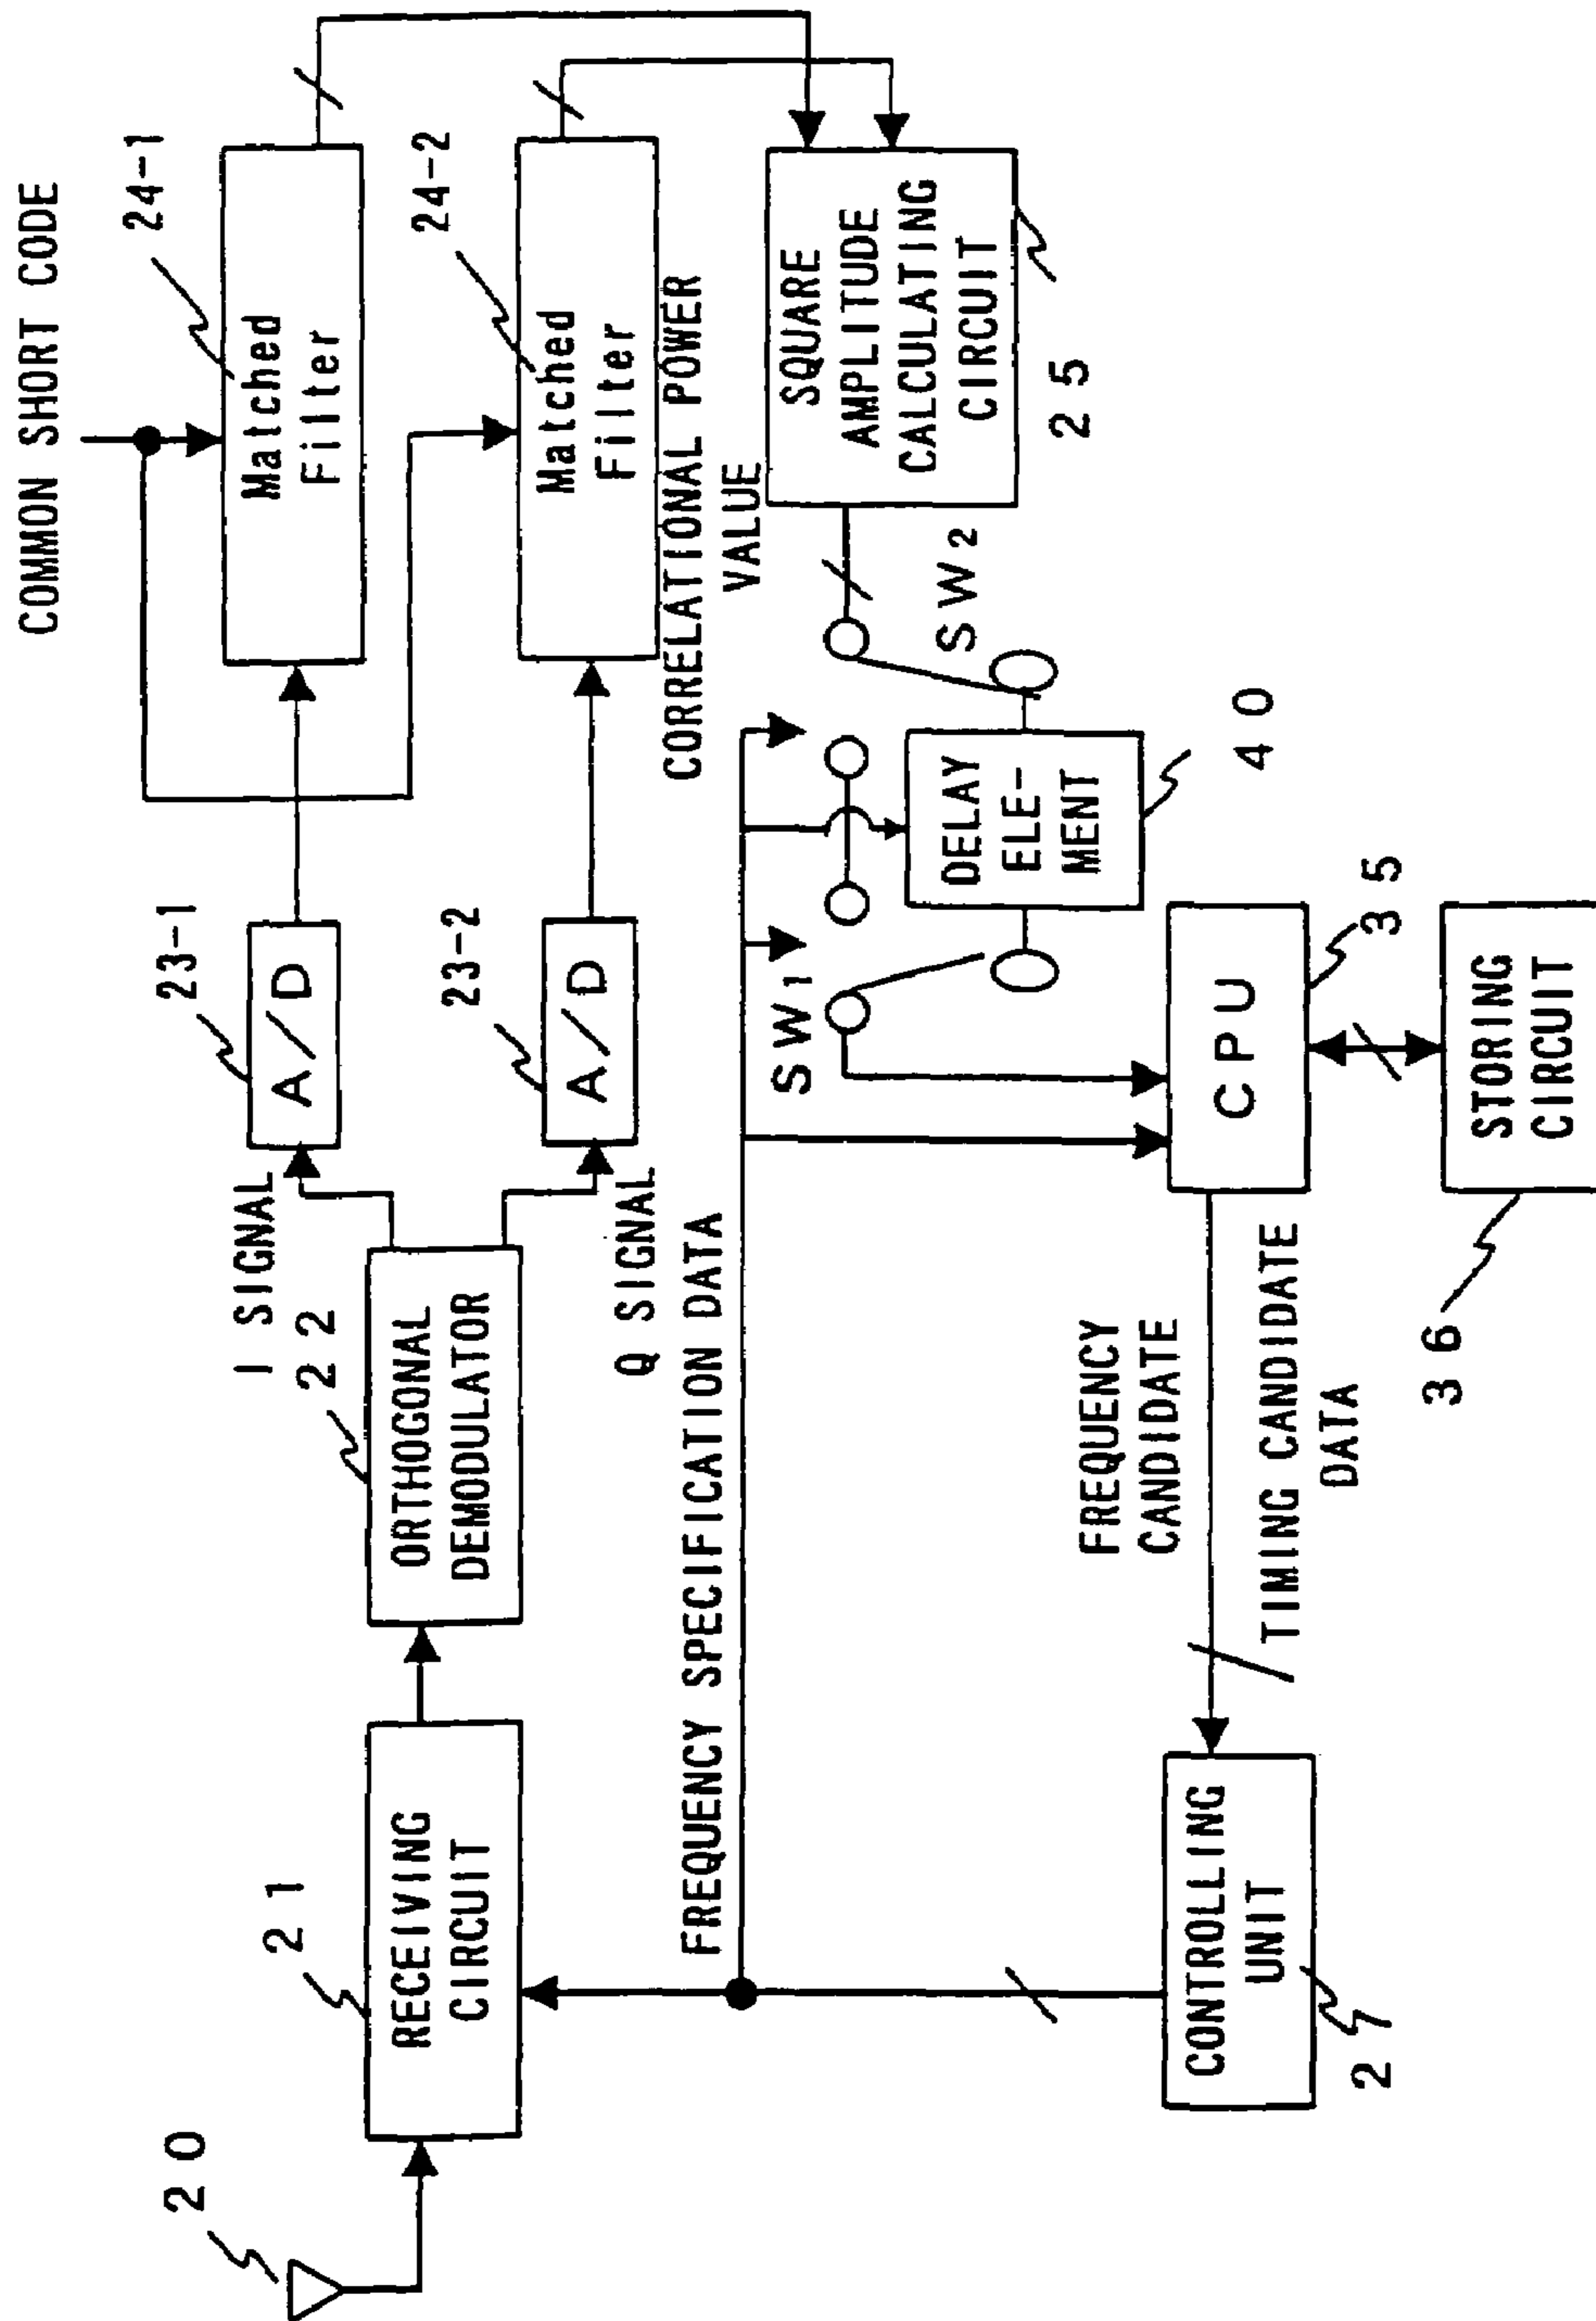 COMMON SHORT CODE
24-1
Matched
Filter
24-2
Matched
Filter
23-1
A/D
23-2
A/D
I SIGNAL
Q SIGNAL
22
ORTHOGONAL
DEMODULATOR
21
RECEIVING
CIRCUIT
20
CORRELATIONAL POWER
VALUE
SQUARE
AMPLITUDE
CALCULATING
CIRCUIT
25
SW2
SW1
DELAY
ELE-
MENT
40
FREQUENCY SPECIFICATION DATA
CPU
35
STORING
CIRCUIT
36
FREQUENCY
CANDIDATE
TIMING CANDIDATE
DATA
CONTROLLING
UNIT
27